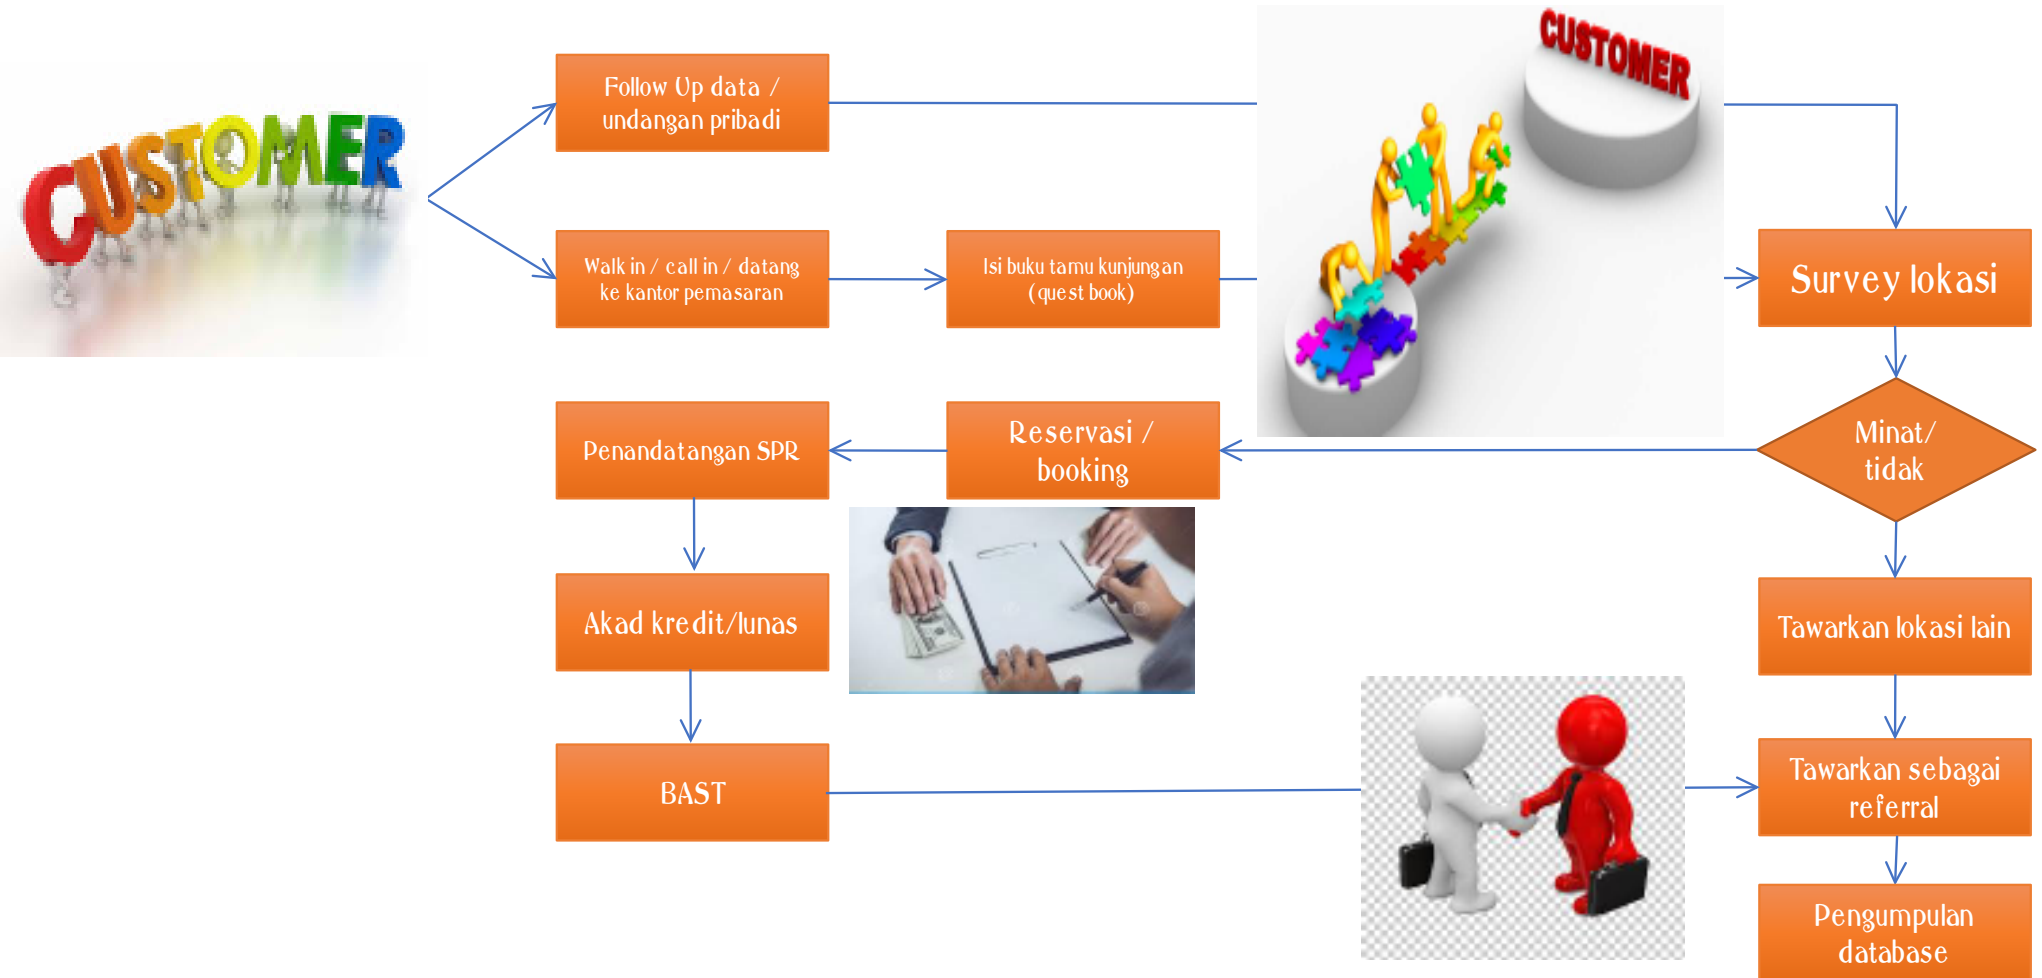 CUSTOMER
CUSTOMER
Follow Up data /
undangan pribadi
Walk in / call in / datang
ke kantor pemasaran
Isi buku tamu kunjungan
(quest book)
Survey lokasi
Minat/
tidak
Reservasi /
booking
Penandatangan SPR
Akad kredit/lunas
BAST
Tawarkan lokasi lain
Tawarkan sebagai
referral
Pengumpulan
database